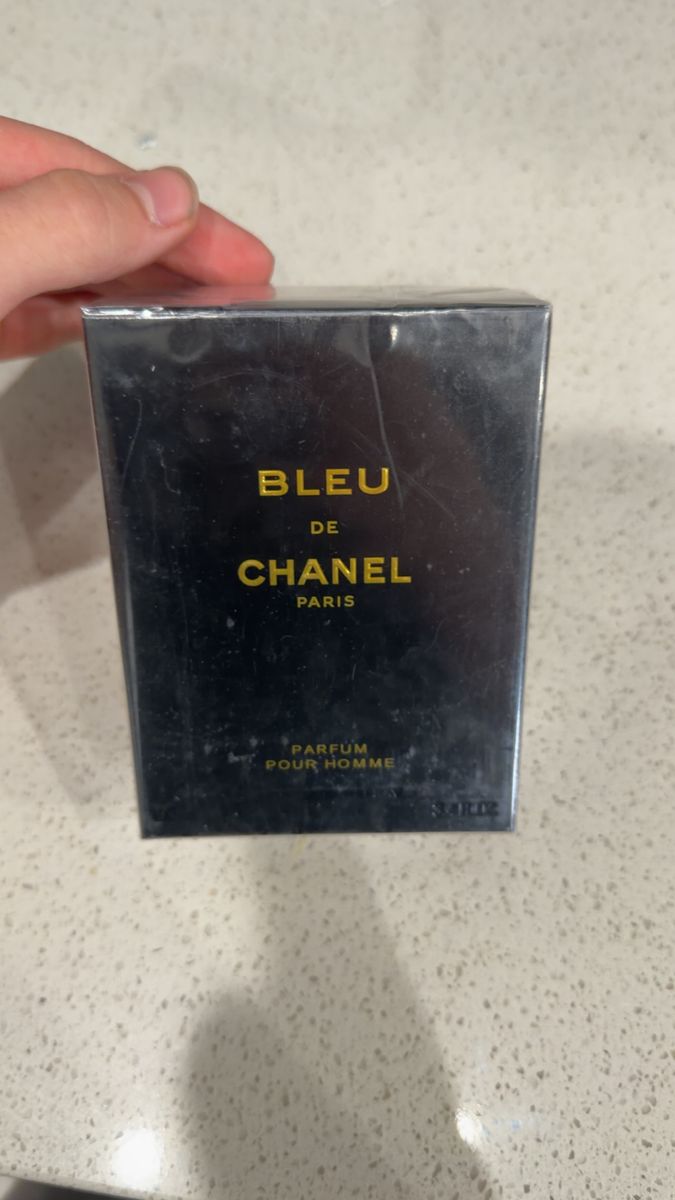 BLEU
DE
CHANEL
PARIS
PARFUM
POUR HOMME